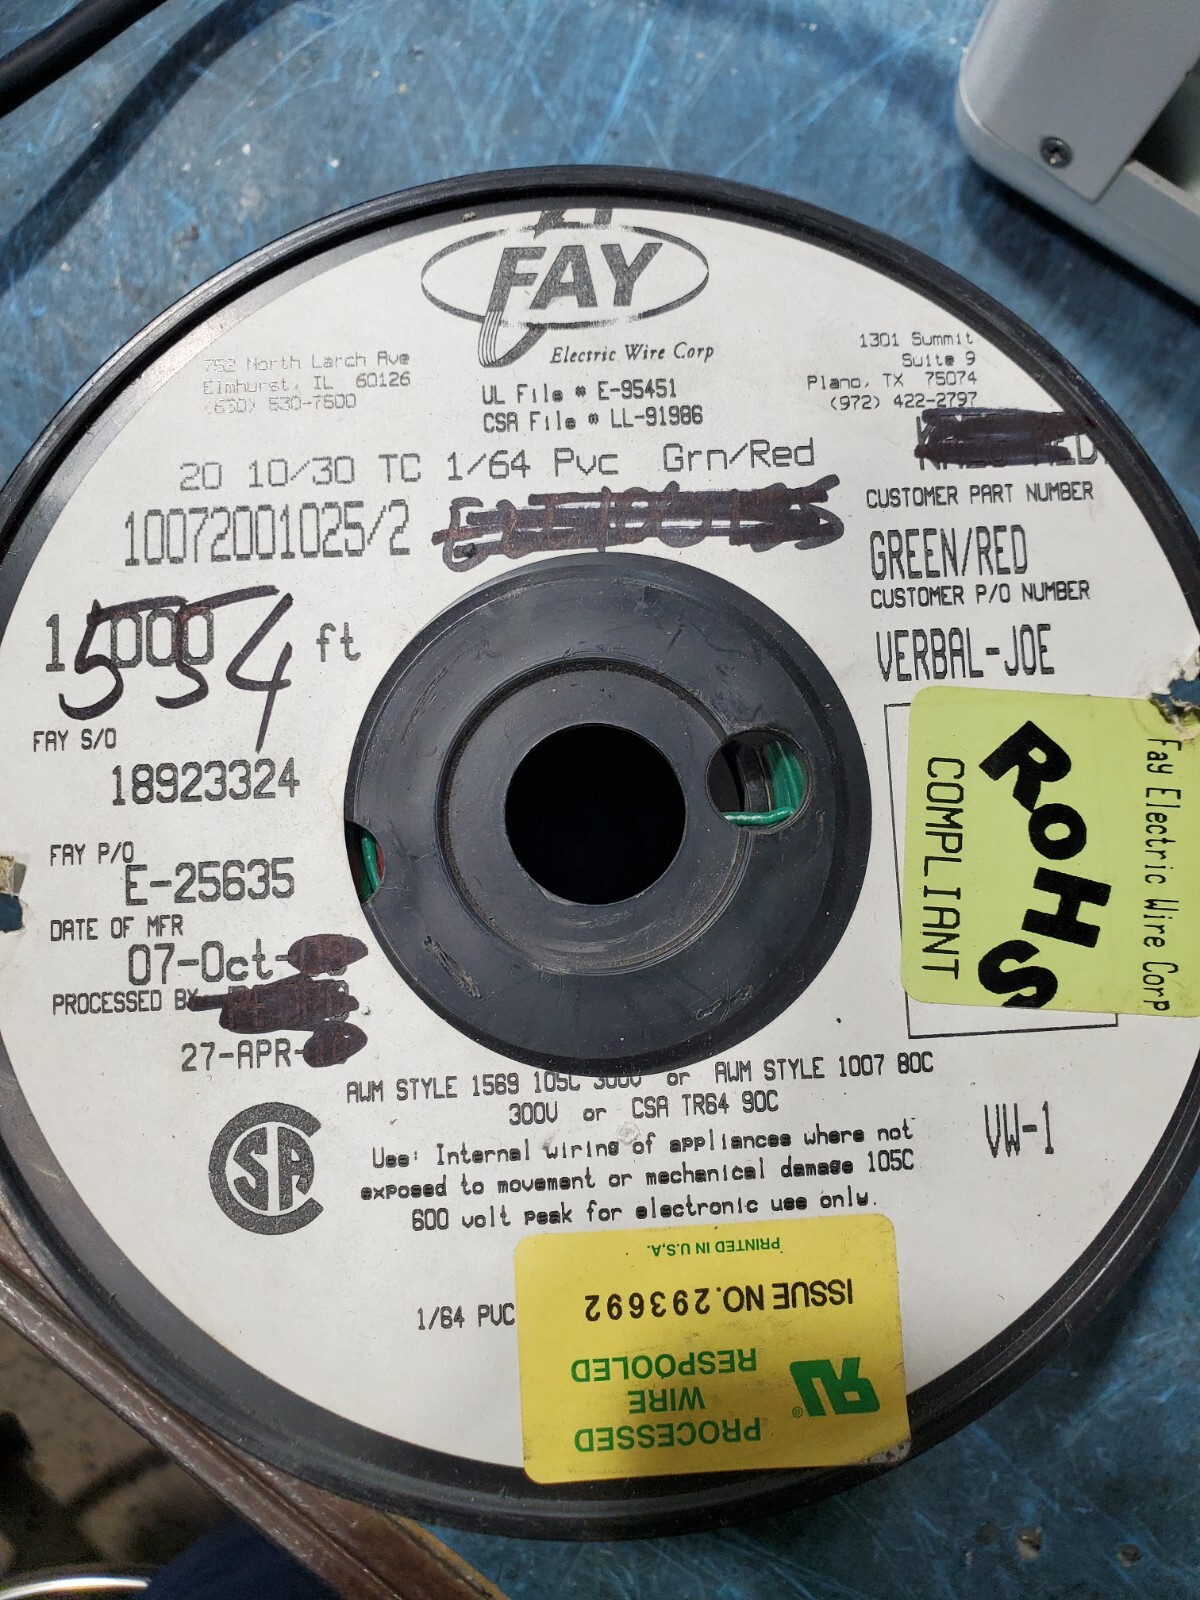 FAY
Electric Wire Corp
752 North Larch Ave
Elmhurst, IL 60126
(630) 530-7500
UL File # E-95451
CSA File # LL-91986
1301 Summit
Suite 9
Plano, TX 75074
(972) 422-2797
20 10/30 TC 1/64 Pvc Grn/Red
10072001025/2
CUSTOMER PART NUMBER
GREEN/RED
CUSTOMER P/O NUMBER
VERBAL-JOE
554 ft
FAY S/O
18923324
FAY P/O
E-25635
DATE OF MFR
07-Oct-
PROCESSED BY
27-APR-
ROHS
COMPLIANT
Fay Electric Wire Corp
AWM STYLE 1569 105C 300V or AWM STYLE 1007 80C
300V or CSA TR64 90C
Use: Internal wiring of appliances where not
exposed to movement or mechanical damage 105C
600 volt peak for electronic use only.
VW-1
CSA
1/64 PVC
PROCESSED
WIRE
RESPOOLED
UR®
ISSUE NO. 293692
PRINTED IN U.S.A.